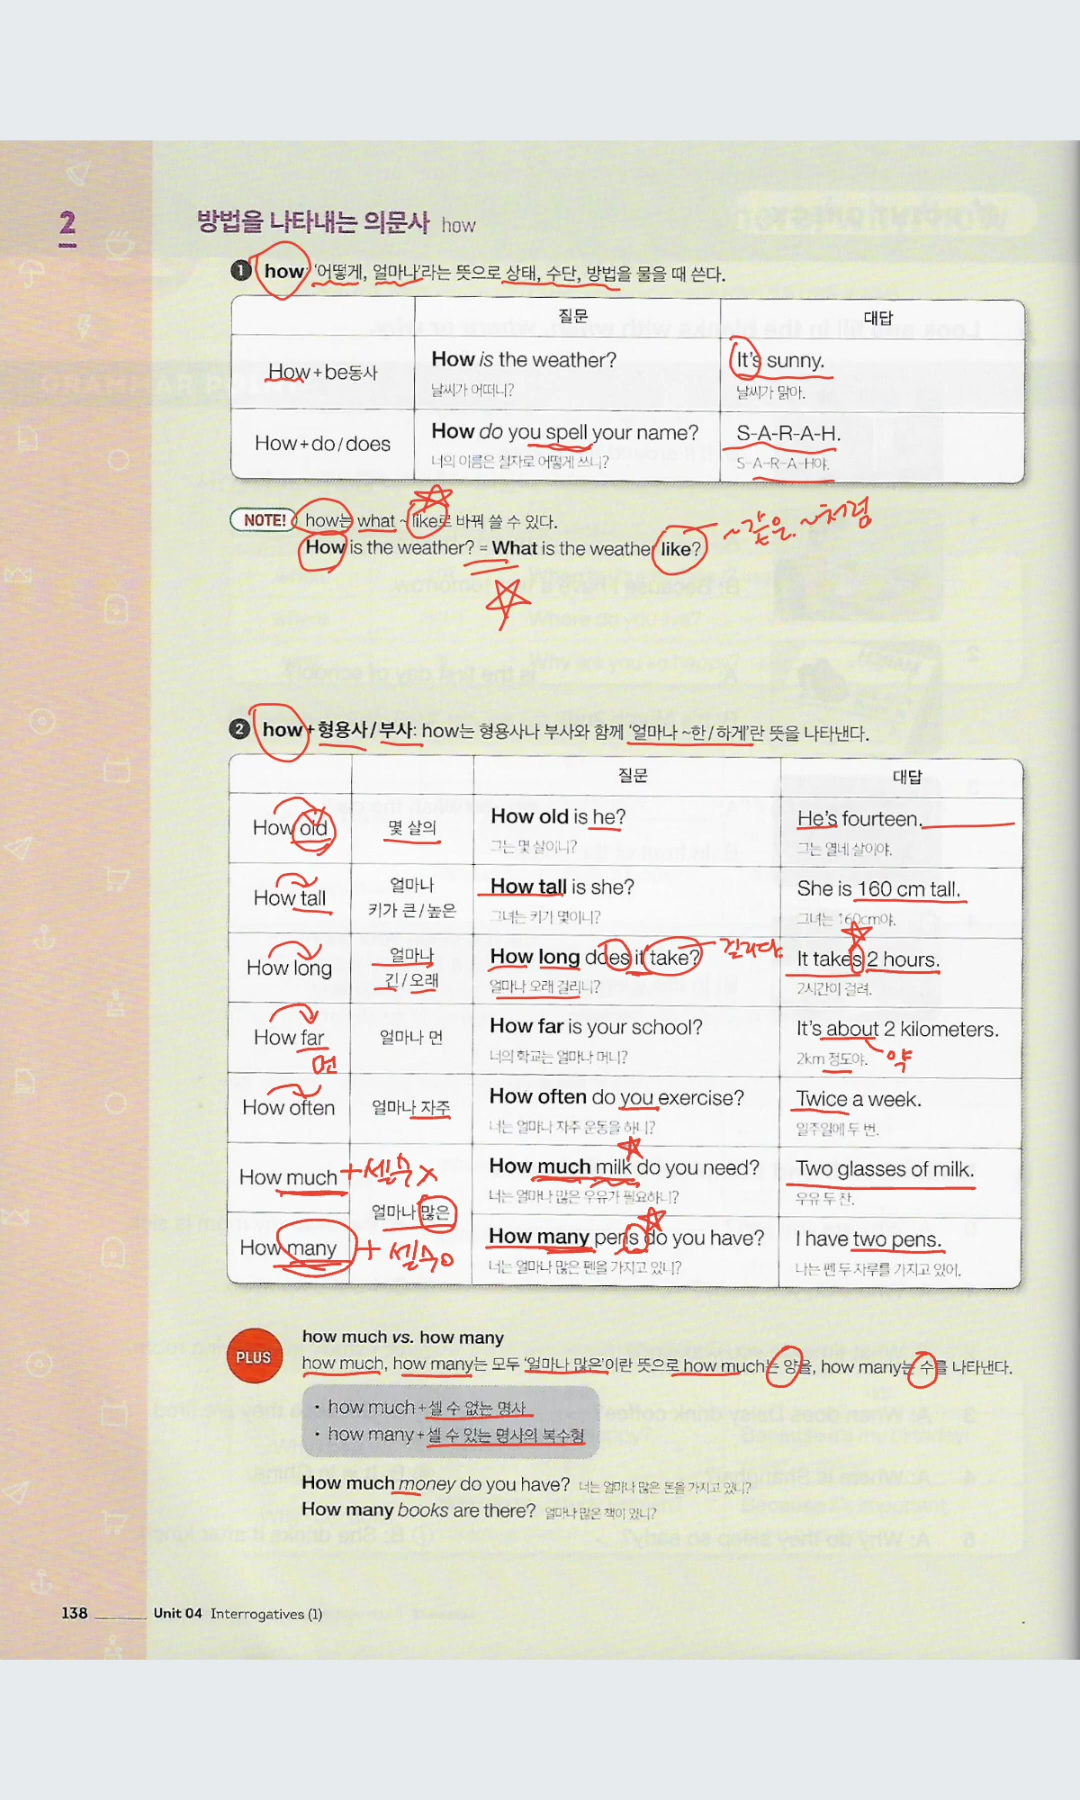 2
방법을 나타내는 의문사 how
1 how: ‘어떻게, 얼마나’라는 뜻으로 상태, 수단, 방법을 물을 때 쓴다.
질문 대답
How + be동사 How is the weather? It's sunny.
날씨가 어떠니? 날씨가 맑아.
How + do / does How do you spell your name? S-A-R-A-H.
너의 이름은 철자로 어떻게 쓰니? S-A-R-A-H야.
NOTE! how는 what ~ like로 바꿔 쓸 수 있다.
~같은. ~처럼
How is the weather? = What is the weather like?
2 how + 형용사 / 부사: how는 형용사나 부사와 함께 ‘얼마나 ~한 / 하게’란 뜻을 나타낸다.
질문 대답
How old 몇 살의 How old is he? He's fourteen.
그는 몇 살이니? 그는 열네 살이야.
How tall 얼마나 키가 큰 / 높은 How tall is she? She is 160 cm tall.
그녀는 키가 몇이니? 그녀는 160cm야.
How long 얼마나 긴 / 오래 How long does it take? 걸리다 It takes 2 hours.
얼마나 오래 걸리니? 2시간이 걸려.
How far 얼마나 먼 How far is your school? It's about 2 kilometers.
먼 너의 학교는 얼마나 머니? 2km 정도야. 약
How often 얼마나 자주 How often do you exercise? Twice a week.
너는 얼마나 자주 운동을 하니? 일주일에 두 번.
How much + 셀수 x How much milk do you need? Two glasses of milk.
얼마나 많은 너는 얼마나 많은 우유가 필요하니? 우유 두 잔.
How many + 셀수 o How many pens do you have? I have two pens.
너는 얼마나 많은 펜을 가지고 있니? 나는 펜 두 자루를 가지고 있어.
PLUS
how much vs. how many
how much, how many는 모두 ‘얼마나 많은’이란 뜻으로 how much는 양을, how many는 수를 나타낸다.
• how much + 셀 수 없는 명사
• how many + 셀 수 있는 명사의 복수형
How much money do you have? 너는 얼마나 많은 돈을 가지고 있니?
How many books are there? 얼마나 많은 책이 있니?
138 Unit 04 Interrogatives (1)